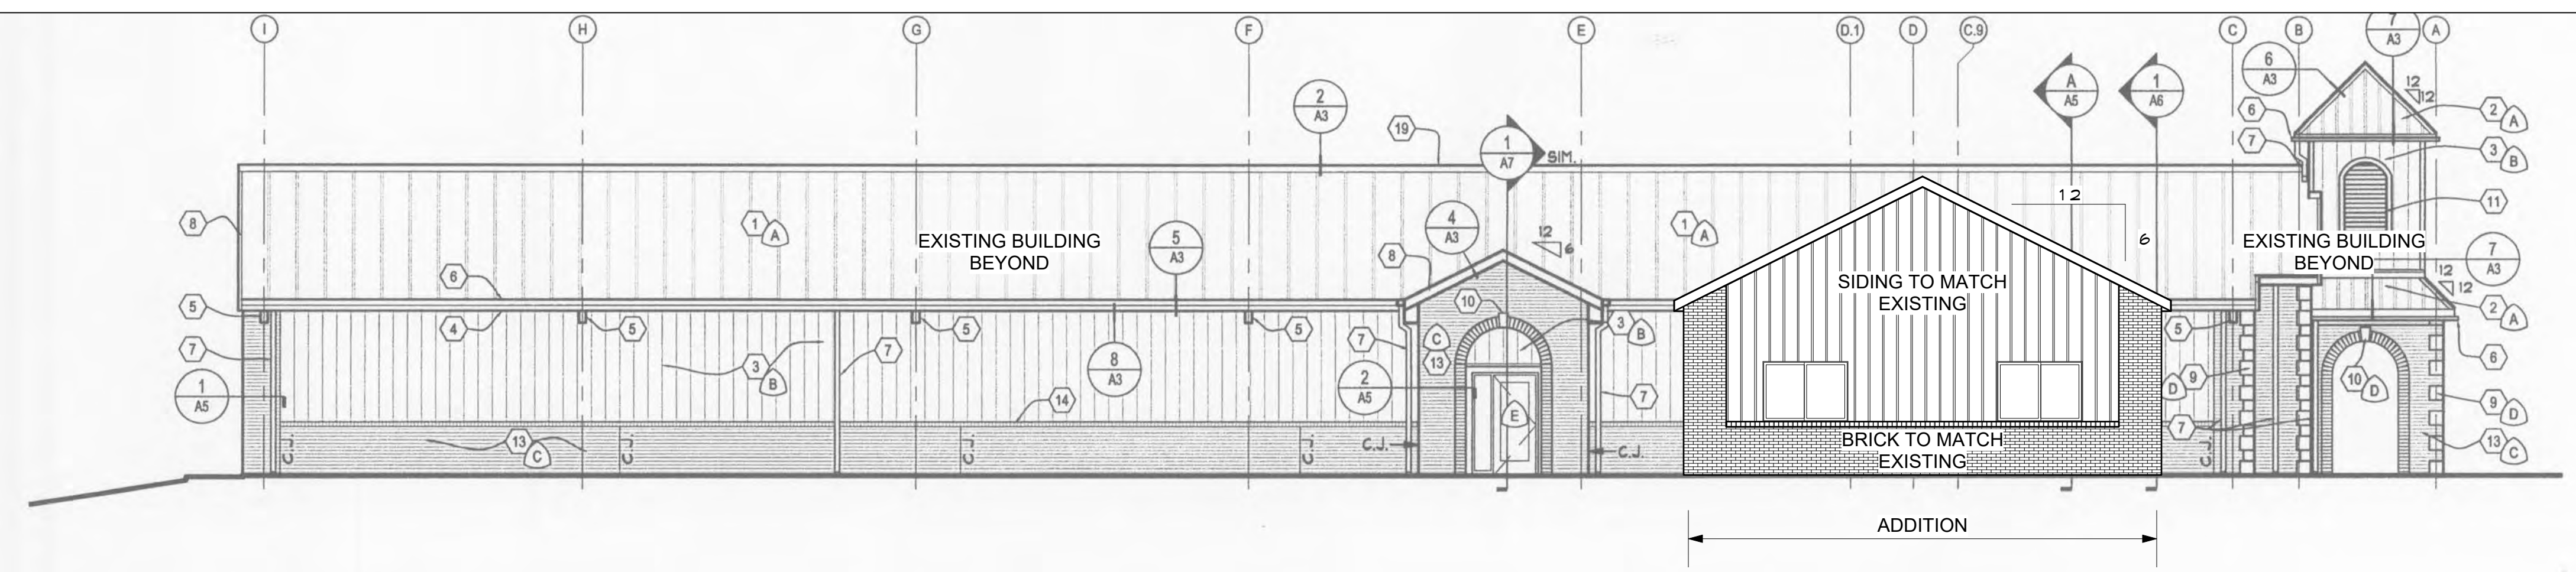 I
H
G
F
E
D.1
D
C.9
C
B
A
7
A3
6
A3
12
12
2
A
A
A5
1
A6
2
A3
19
1
A7
SIM.
6
7
3
B
8
1
A
EXISTING BUILDING
BEYOND
5
A3
4
A3
12
6
8
1
A
12
6
11
EXISTING BUILDING
BEYOND
7
A3
6
SIDING TO MATCH
EXISTING
10
12
12
2
A
5
4
5
5
5
3
B
5
7
3
B
7
8
A3
7
C
13
6
1
A5
2
A5
7
D
9
10
D
14
E
9
D
C.J.
13
C
C.J.
C.J.
C.J.
C.J.
C.J.
BRICK TO MATCH
EXISTING
C.J.
7
13
C
ADDITION